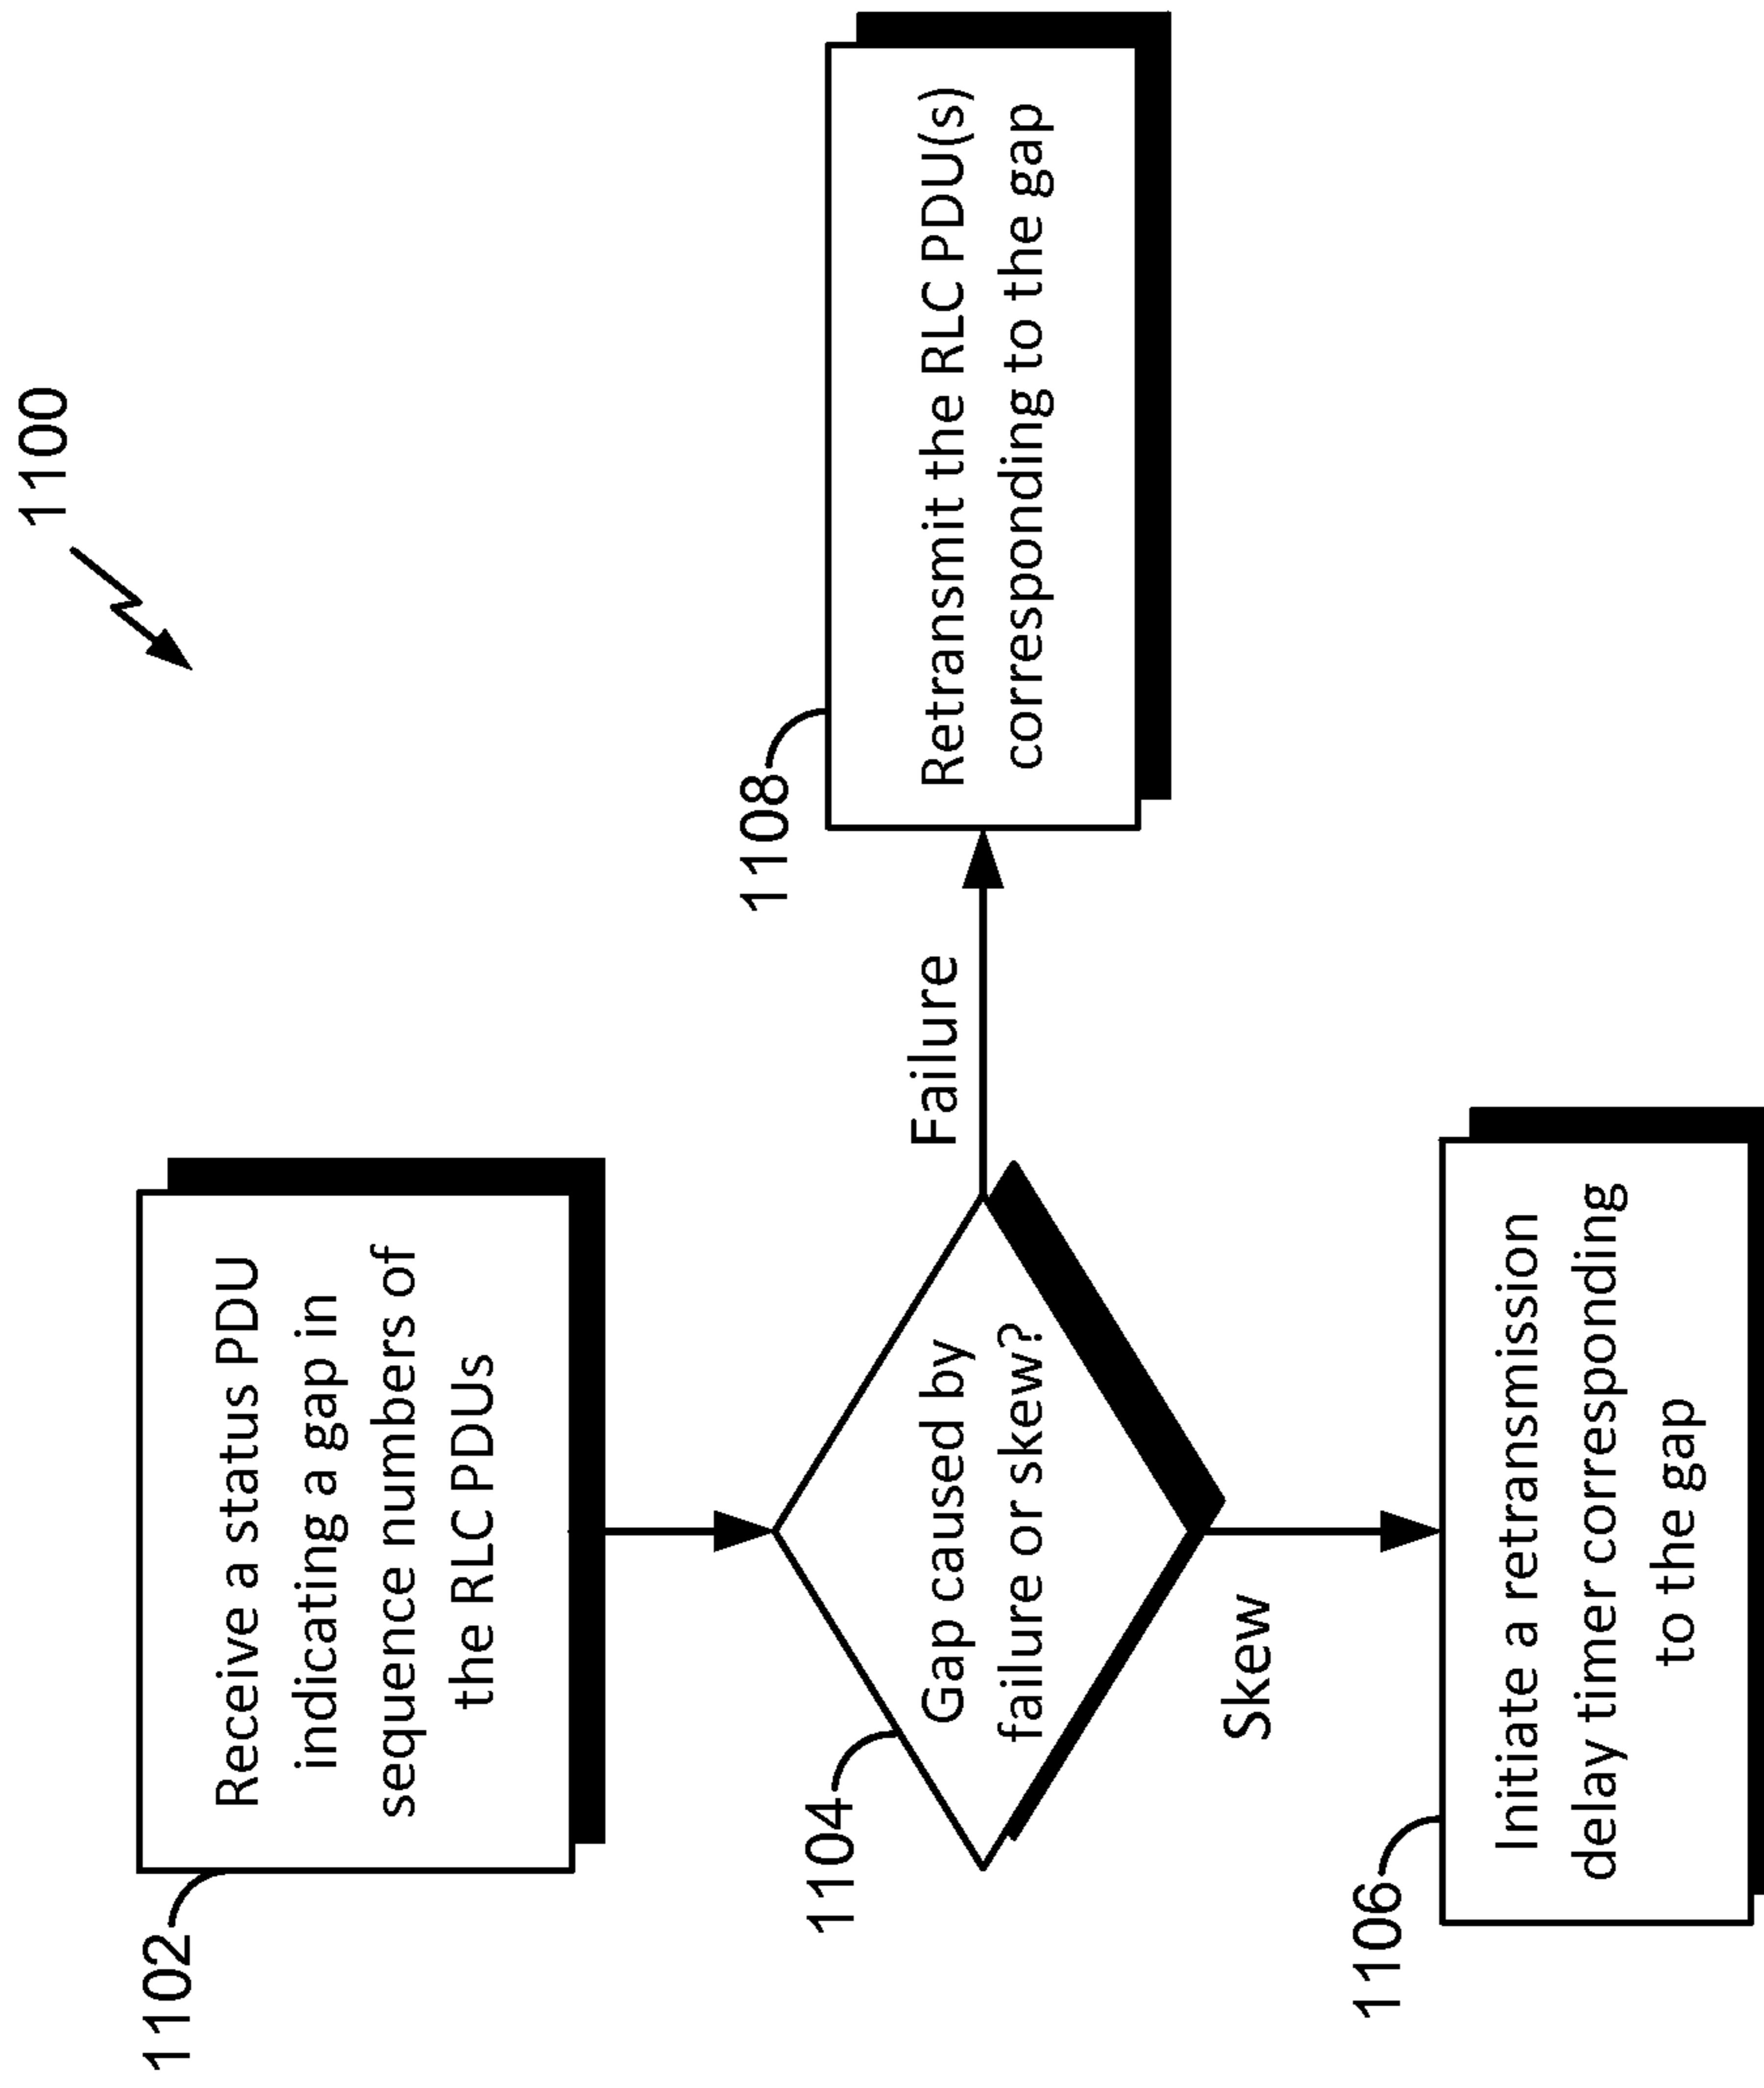 1100
1102
Receive a status PDU
indicating a gap in
sequence numbers of
the RLC PDUs
1104
Gap caused by
failure or skew?
Failure
1108
Retransmit the RLC PDU(s)
corresponding to the gap
Skew
1106
Initiate a retransmission
delay timer corresponding
to the gap